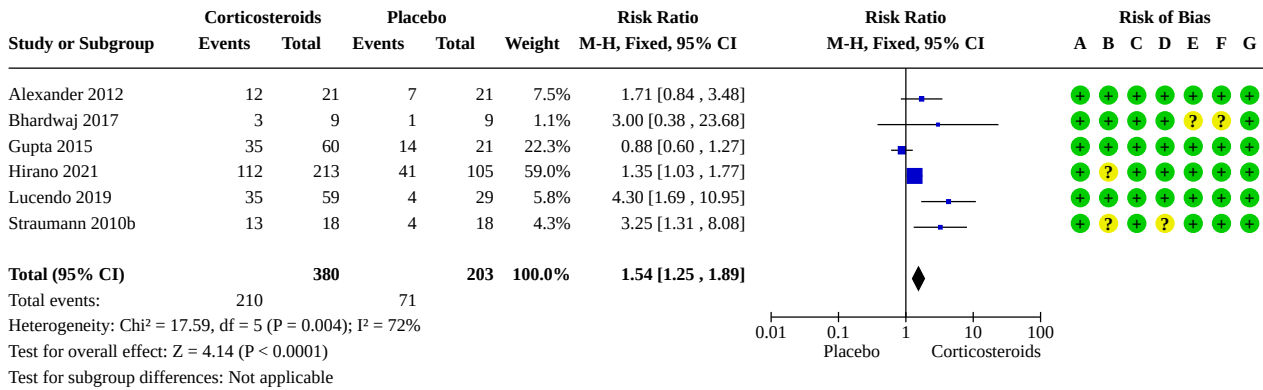 Corticosteroids Placebo Risk Ratio Risk Ratio Risk of Bias
Study or Subgroup Events Total Events Total Weight M-H, Fixed, 95% CI M-H, Fixed, 95% CI A B C D E F G
Alexander 2012 12 21 7 21 7.5% 1.71 [0.84 , 3.48] + + + + + + +
Bhardwaj 2017 3 9 1 9 1.1% 3.00 [0.38 , 23.68] + + + + ? ? +
Gupta 2015 35 60 14 21 22.3% 0.88 [0.60 , 1.27] + + + + + + +
Hirano 2021 112 213 41 105 59.0% 1.35 [1.03 , 1.77] + ? + + + + +
Lucendo 2019 35 59 4 29 5.8% 4.30 [1.69 , 10.95] + + + + + + +
Straumann 2010b 13 18 4 18 4.3% 3.25 [1.31 , 8.08] + ? + ? + + +
Total (95% CI) 380 203 100.0% 1.54 [1.25 , 1.89]
Total events: 210 71
Heterogeneity: Chi² = 17.59, df = 5 (P = 0.004); I² = 72%
Test for overall effect: Z = 4.14 (P < 0.0001)
Test for subgroup differences: Not applicable
0.01 0.1 1 10 100
Placebo Corticosteroids